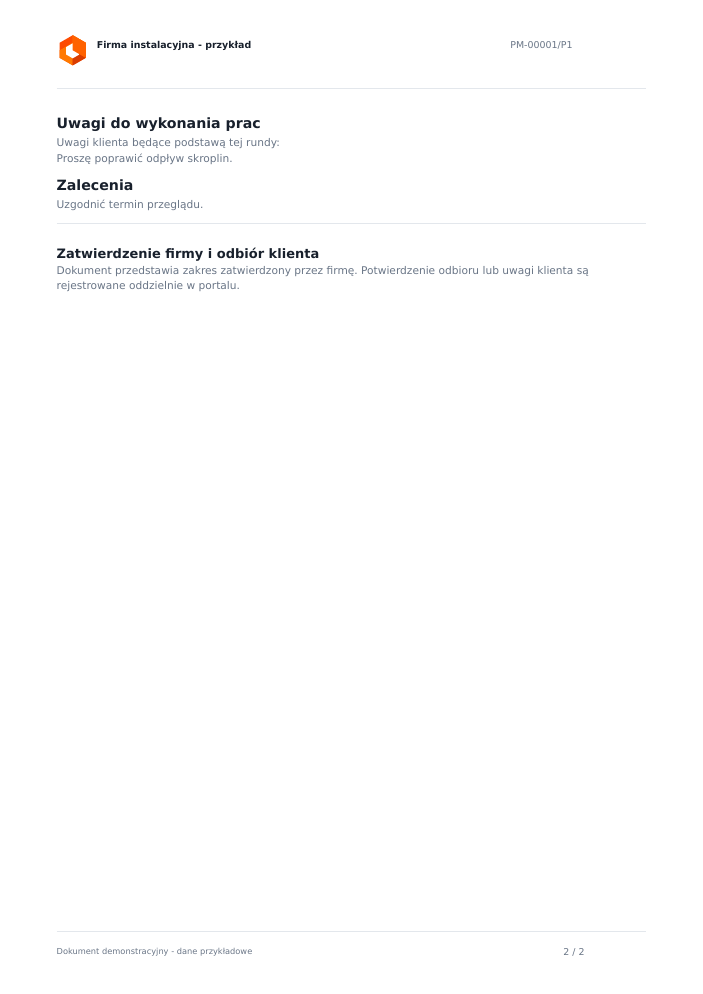 Firma instalacyjna - przykład
PM-00001/P1
Uwagi do wykonania prac
Uwagi klienta będące podstawą tej rundy:
Proszę poprawić odpływ skroplin.
Zalecenia
Uzgodnić termin przeglądu.
Zatwierdzenie firmy i odbiór klienta
Dokument przedstawia zakres zatwierdzony przez firmę. Potwierdzenie odbioru lub uwagi klienta są
rejestrowane oddzielnie w portalu.
Dokument demonstracyjny - dane przykładowe
2 / 2